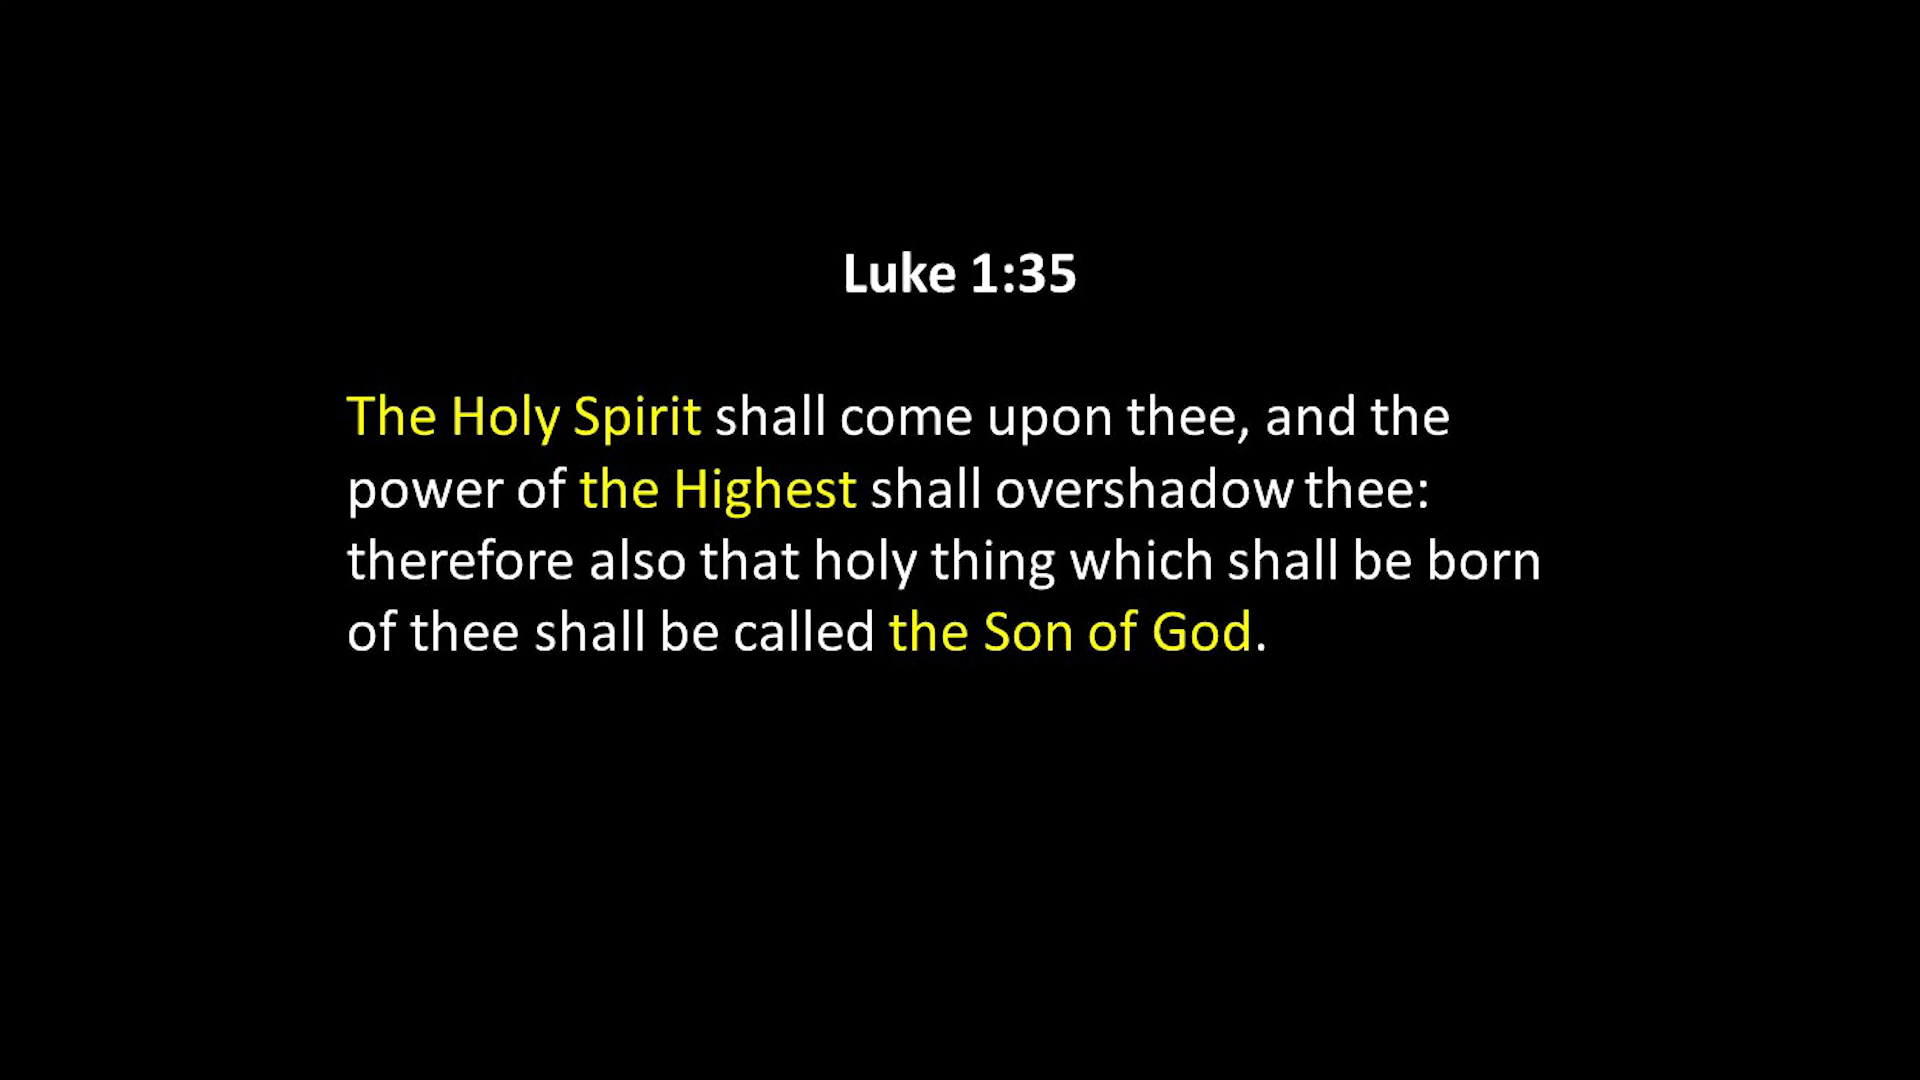 Luke 1:35
The Holy Spirit shall come upon thee, and the
power of the Highest shall overshadow thee:
therefore also that holy thing which shall be born
of thee shall be called the Son of God.